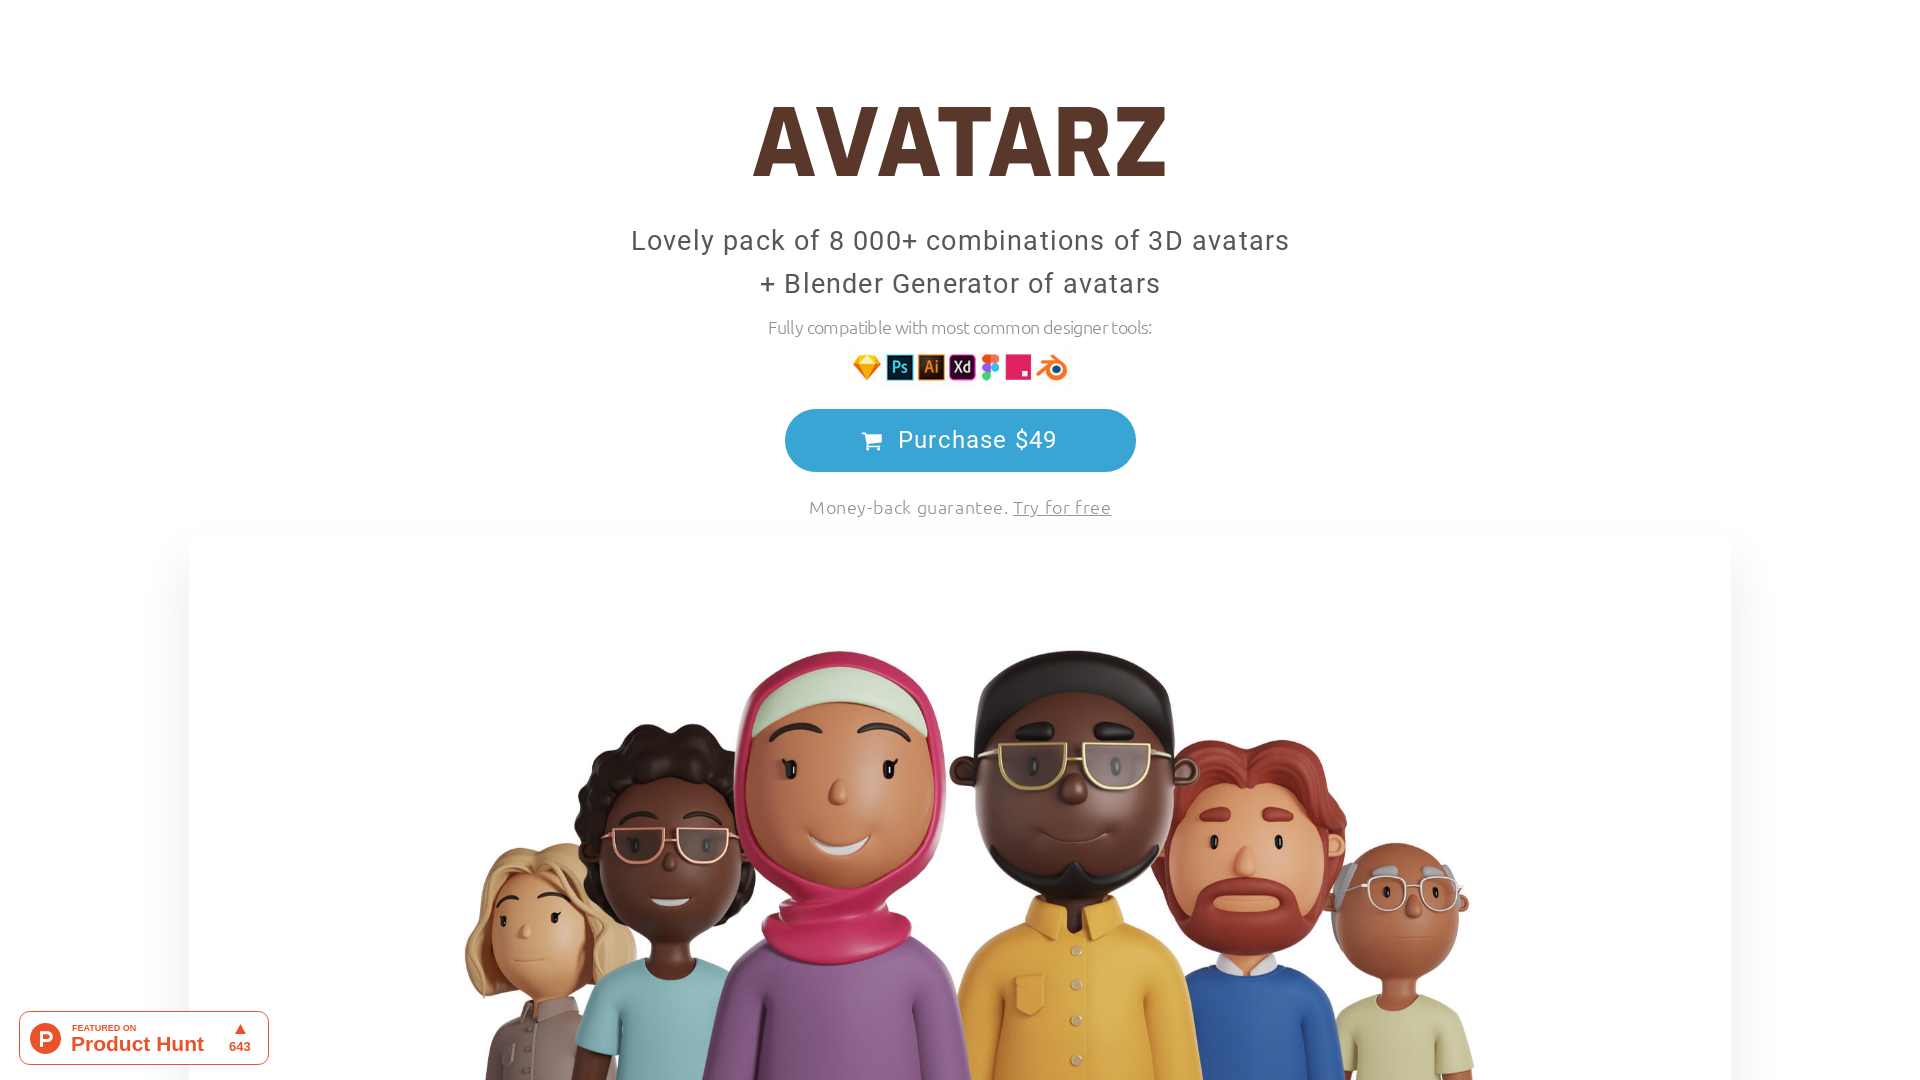 AVATARZ
Lovely pack of 8 000+ combinations of 3D avatars
+ Blender Generator of avatars
Fully compatible with most common designer tools:
Ps Ai Xd
Purchase $49
Money-back guarantee. Try for free
P FEATURED ON
Product Hunt
643